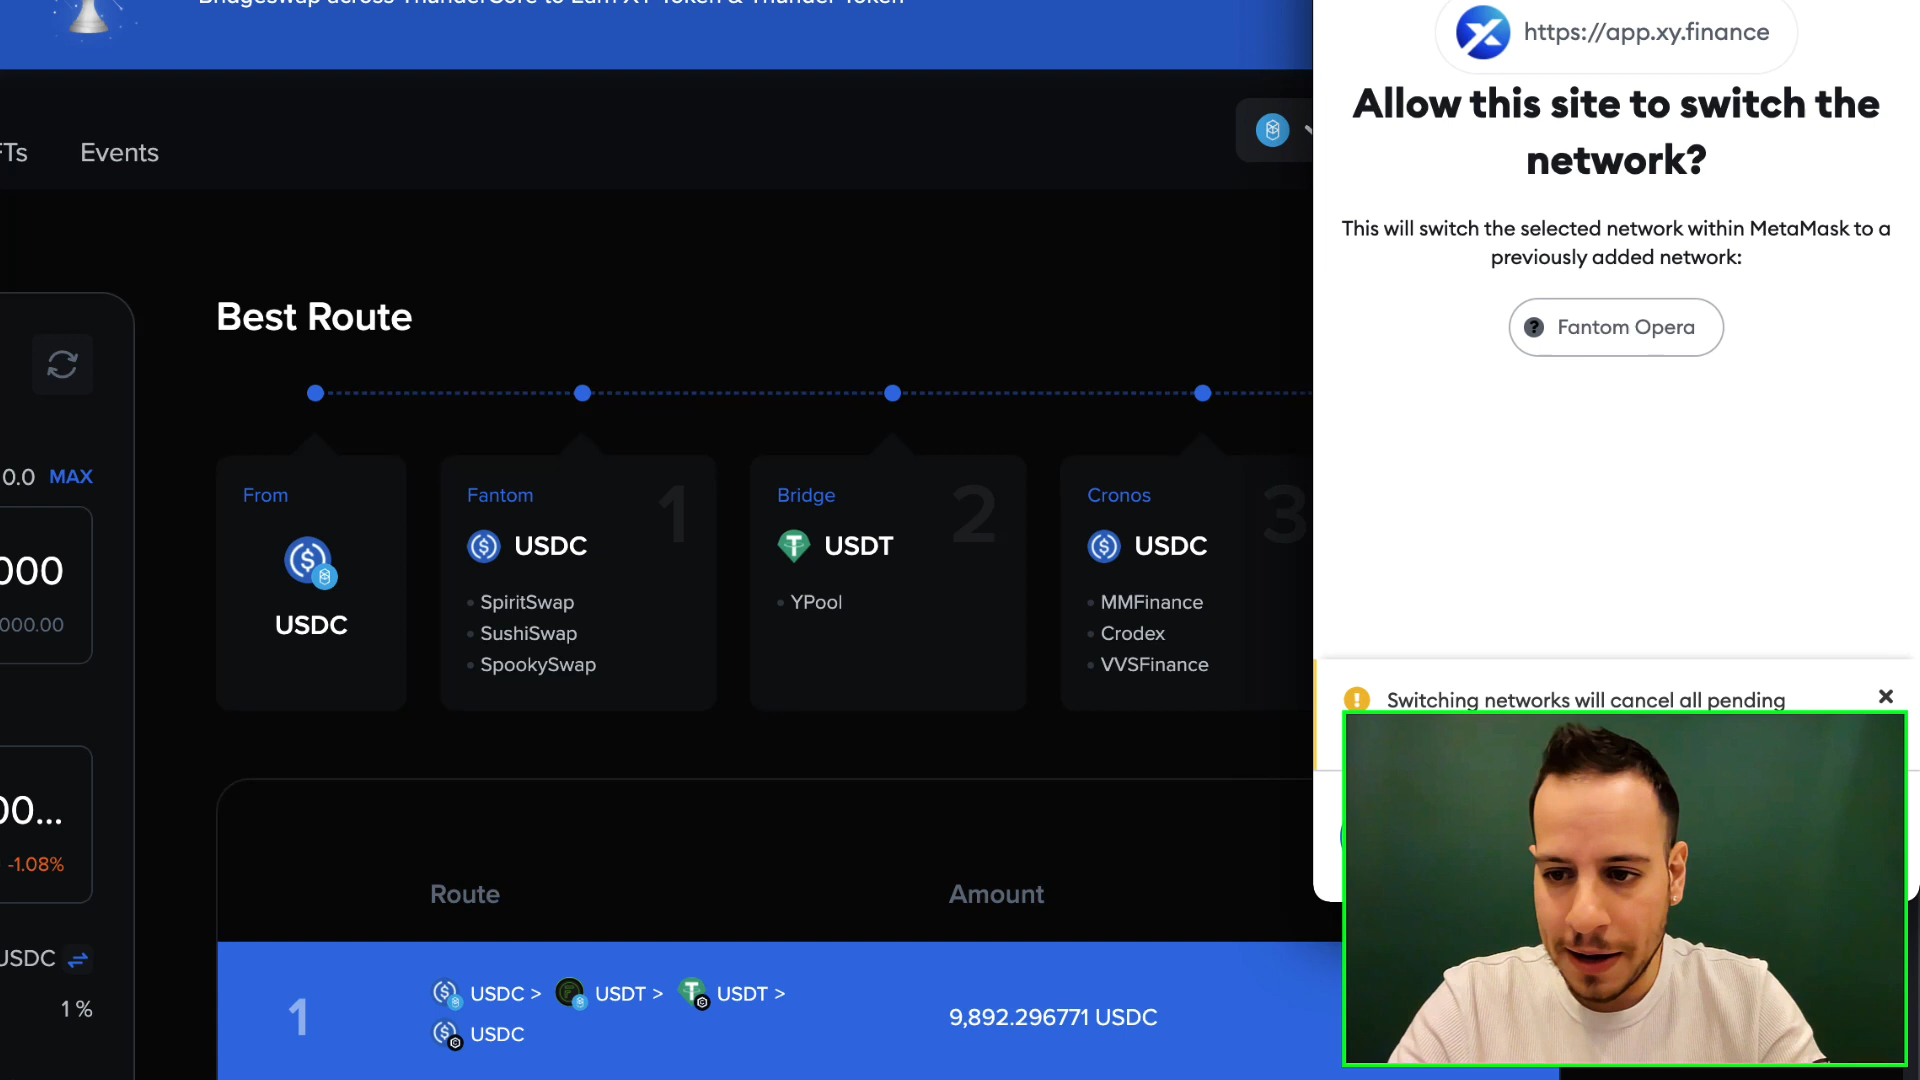 https://app.xy.finance
Allow this site to switch the
network?
This will switch the selected network within MetaMask to a
previously added network:
Fantom Opera
Events
Best Route
0.0 MAX
From
USDC
Fantom
1
USDC
SpiritSwap
SushiSwap
SpookySwap
Bridge
2
USDT
YPool
Cronos
3
USDC
MMFinance
Crodex
VVSFinance
000
000.00
Switching networks will cancel all pending
00...
-1.08%
Route Amount
USDC
1 %
1
USDC > USDT > USDT >
USDC
9,892.296771 USDC